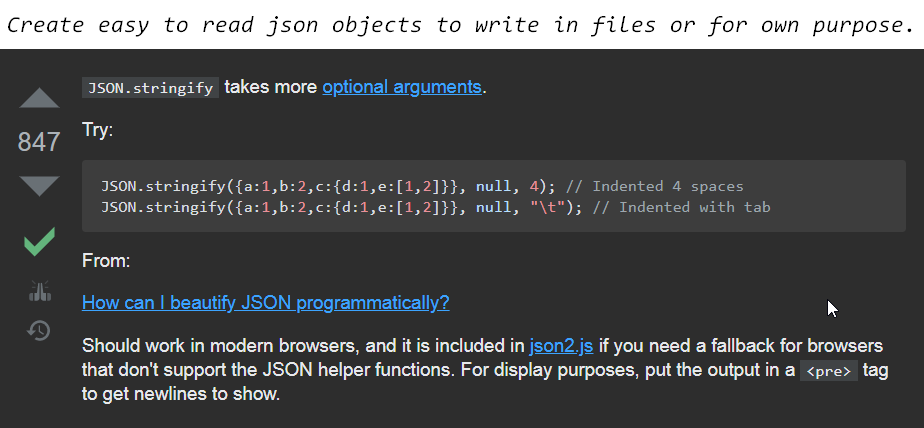 Create easy to read json objects to write in files or for own purpose.
JSON.stringify takes more optional arguments.
847
Try:
JSON.stringify({a:1,b:2,c:{d:1,e:[1,2]}}, null, 4); // Indented 4 spaces
JSON.stringify({a:1,b:2,c:{d:1,e:[1,2]}}, null, "\t"); // Indented with tab
From:
How can I beautify JSON programmatically?
Should work in modern browsers, and it is included in json2.js if you need a fallback for browsers
that don't support the JSON helper functions. For display purposes, put the output in a <pre> tag
to get newlines to show.